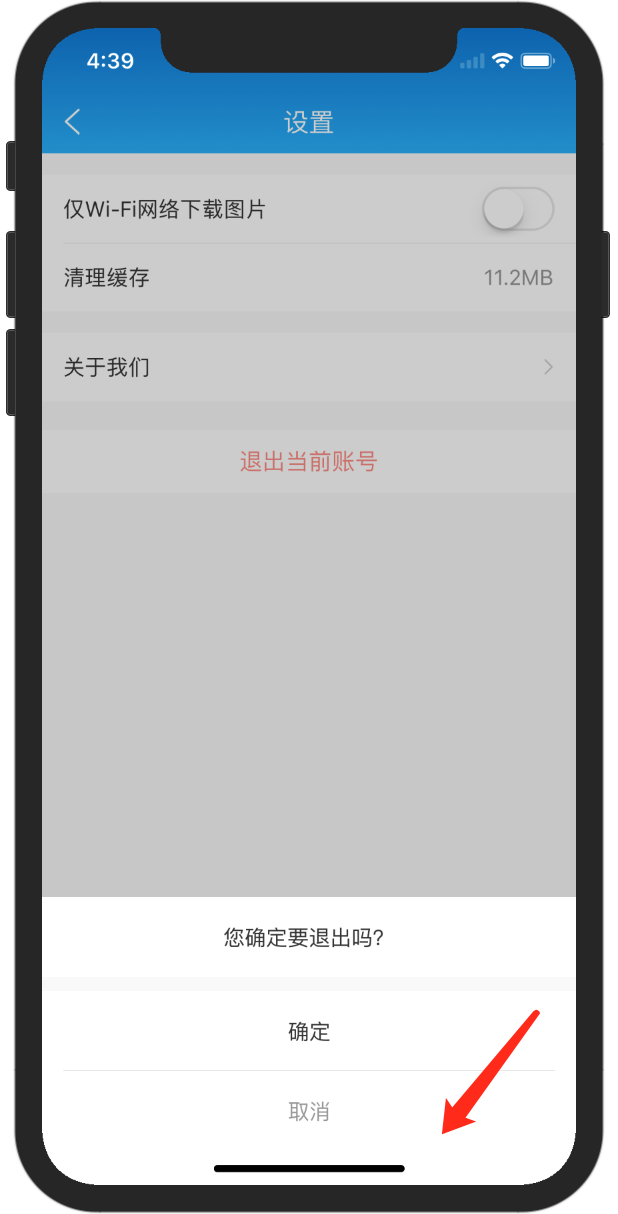 4:39
设置
仅Wi-Fi网络下载图片
清理缓存 11.2MB
关于我们
退出当前账号
您确定要退出吗?
确定
取消